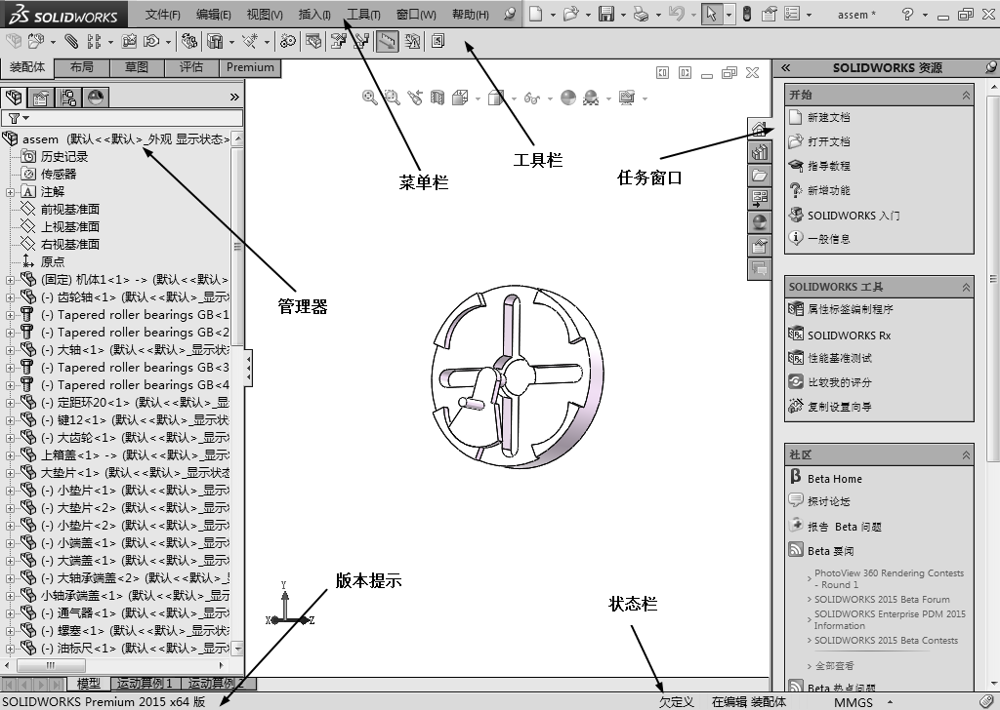 SOLIDWORKS 文件(F) 编辑(E) 视图(V) 插入(I) 工具(T) 窗口(W) 帮助(H) assem *
装配体 布局 草图 评估 Premium
assem (默认<<默认>_外观 显示状态>
历史记录
传感器
注解
前视基准面
上视基准面
右视基准面
原点
(固定) 机体1<1> -> (默认<<默认>
(-) 齿轮轴<1> (默认<<默认>_显示
(-) Tapered roller bearings GB<1
(-) Tapered roller bearings GB<2
(-) 大轴<1> (默认<<默认>_显示状
(-) Tapered roller bearings GB<3
(-) Tapered roller bearings GB<4
(-) 定距环20<1> (默认<<默认>_显
(-) 键12<1> (默认<<默认>_显示状
(-) 大齿轮<1> (默认<<默认>_显示
上箱盖<1> -> (默认<<默认>_显示
大垫片<1> (默认<<默认>_显示状态
(-) 小垫片<1> (默认<<默认>_显示
(-) 大垫片<2> (默认<<默认>_显示
(-) 小垫片<2> (默认<<默认>_显示
(-) 小端盖<1> (默认<<默认>_显示
(-) 大端盖<1> (默认<<默认>_显示
(-) 大轴承端盖<2> (默认<<默认>_
小轴承端盖<1> (默认<<默认>_显示
(-) 通气器<1> (默认<<默认>_显示
(-) 螺塞<1> (默认<<默认>_显示状
(-) 油标尺<1> (默认<<默认>_显示
模型 运动算例 1 运动算例 2
SOLIDWORKS Premium 2015 x64 版
菜单栏
工具栏
任务窗口
管理器
版本提示
状态栏
Y
X
Z
欠定义 在编辑 装配体 MMGS
SOLIDWORKS 资源
开始
新建文档
打开文档
指导教程
新增功能
SOLIDWORKS 入门
一般信息
SOLIDWORKS 工具
属性标签编制程序
SOLIDWORKS Rx
性能基准测试
比较我的评分
复制设置向导
社区
Beta Home
探讨论坛
报告 Beta 问题
Beta 要闻
PhotoView 360 Rendering Contests
- Round 1
SOLIDWORKS 2015 Beta Forum
SOLIDWORKS Enterprise PDM 2015
Information
SOLIDWORKS 2015 Beta Contests
全部查看
Beta 热点问题